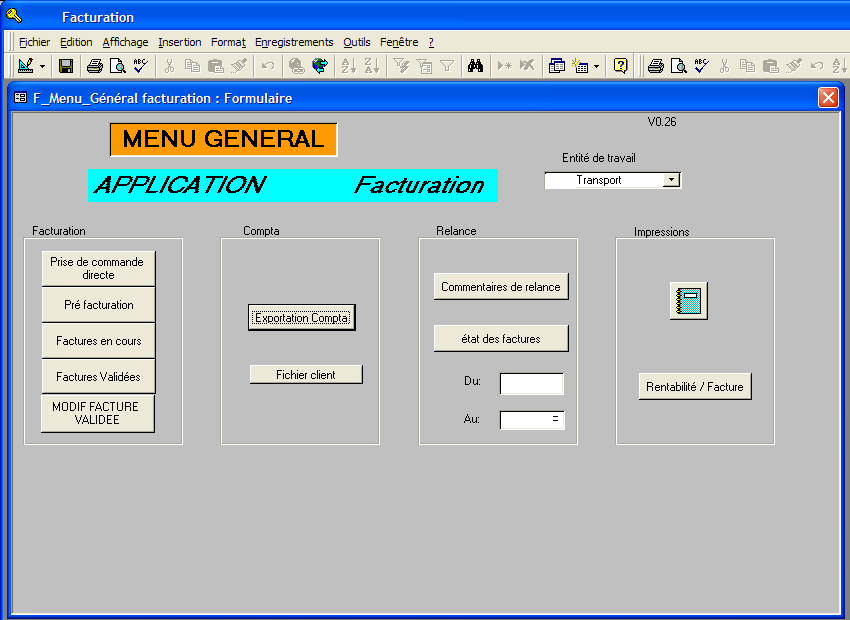 Facturation
Fichier Edition Affichage Insertion Format Enregistrements Outils Fenêtre ?
F_Menu_Général facturation : Formulaire
V0.26
MENU GENERAL
Entité de travail
APPLICATION Facturation
Transport
Facturation
Prise de commande
directe
Pré facturation
Factures en cours
Factures Validées
MODIF FACTURE
VALIDEE
Compta
Exportation Compta
Fichier client
Relance
Commentaires de relance
état des factures
Du:
Au: =
Impressions
Rentabilité / Facture